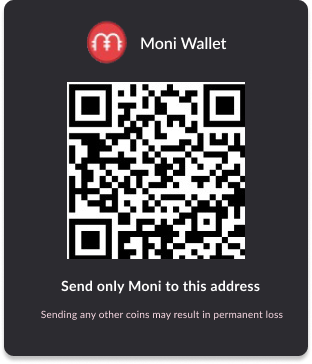 Moni Wallet
Send only Moni to this address
Sending any other coins may result in permanent loss